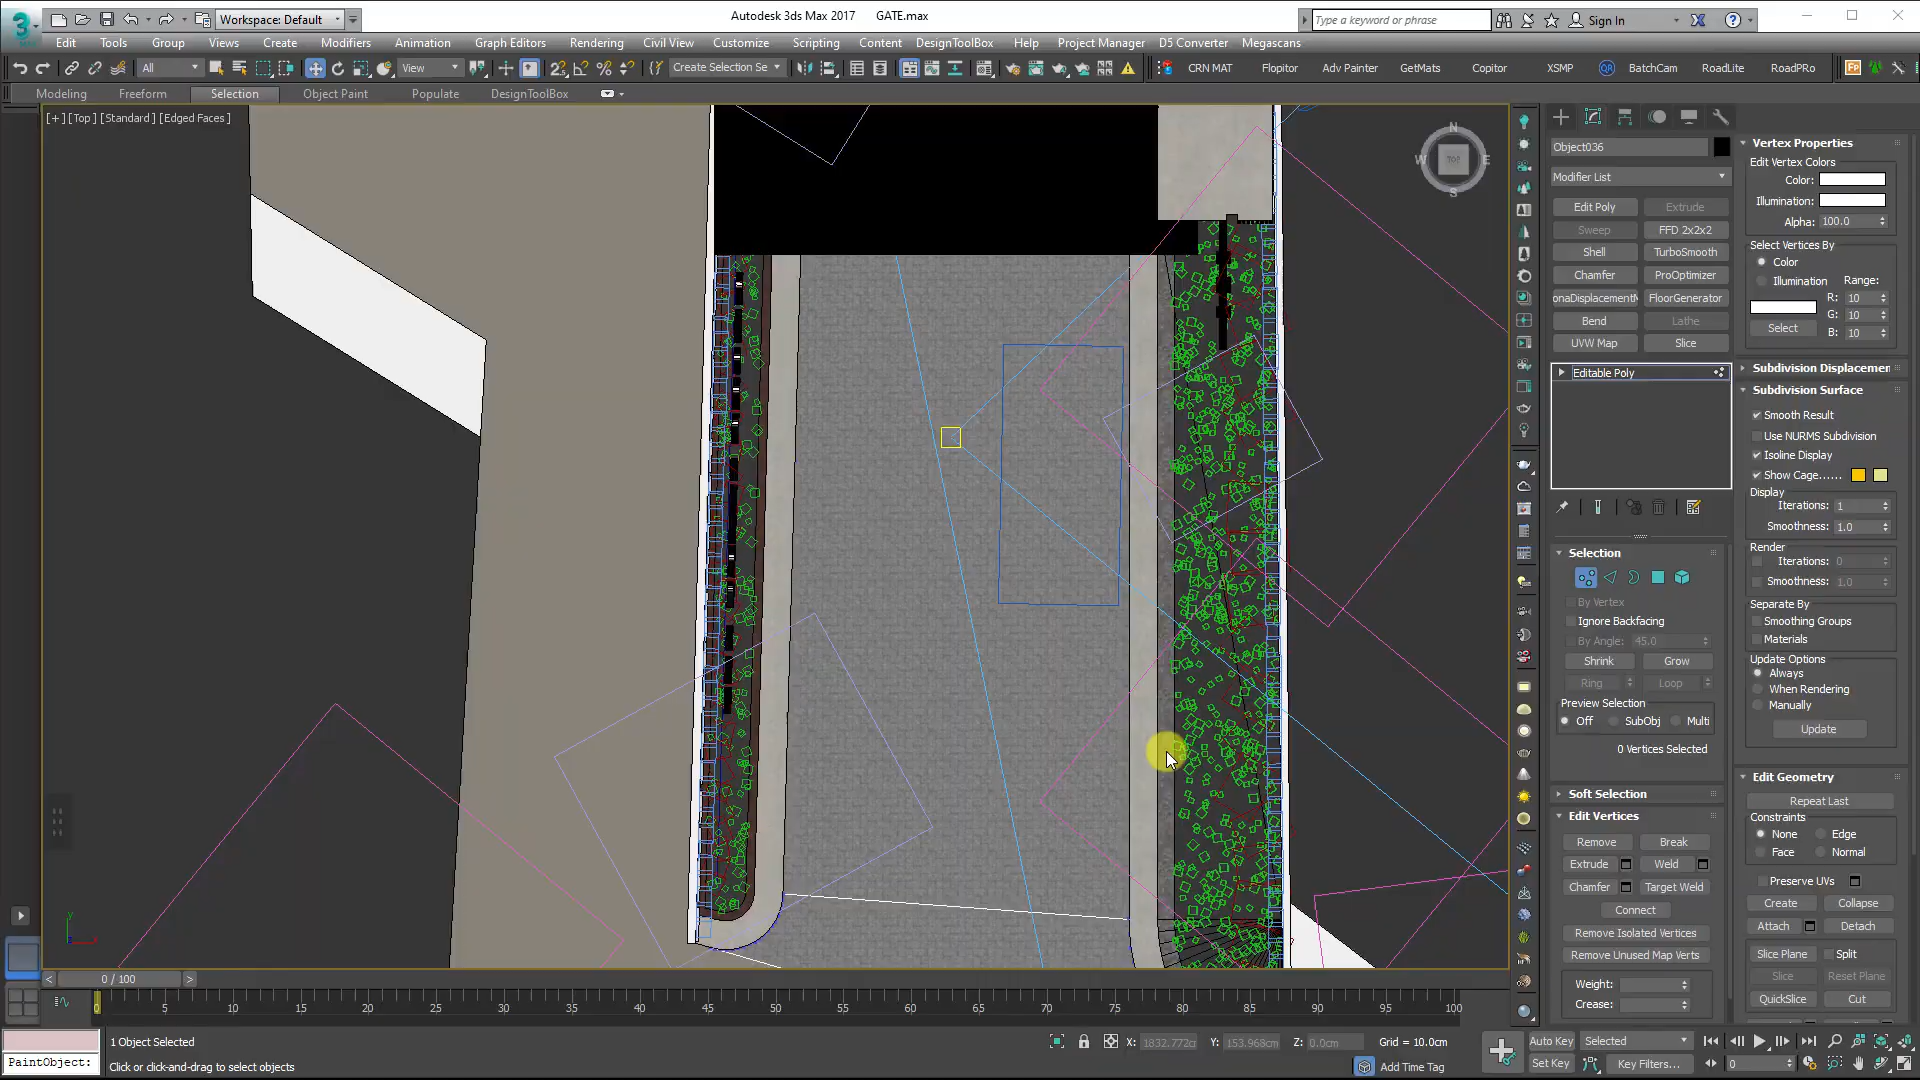 Workspace: Default
Autodesk 3ds Max 2017 GATE.max
Type a keyword or phrase
Sign In
Edit Tools Group Views Create Modifiers Animation Graph Editors Rendering Civil View Customize Scripting Content DesignToolBox Help Project Manager D5 Converter Megascans
All View Create Selection Se CRN MAT Flopitor Adv Painter GetMats Copitor XSMP BatchCam RoadLite RoadPRo
Modeling Freeform Selection Object Paint Populate DesignToolBox
[+] [Top] [Standard] [Edged Faces]
N
W TOP E
S
Object036
Modifier List
Edit Poly Extrude
Sweep FFD 2x2x2
Shell TurboSmooth
Chamfer ProOptimizer
onaDisplacementM FloorGenerator
Bend Lathe
UVW Map Slice
Editable Poly
Selection
By Vertex
Ignore Backfacing
By Angle: 45.0
Shrink Grow
Ring Loop
Preview Selection
Off SubObj Multi
0 Vertices Selected
Soft Selection
Edit Vertices
Remove Break
Extrude Weld
Chamfer Target Weld
Connect
Remove Isolated Vertices
Remove Unused Map Verts
Weight:
Crease:
Vertex Properties
Edit Vertex Colors
Color:
Illumination:
Alpha: 100.0
Select Vertices By
Color
Illumination Range:
R: 10
G: 10
Select B: 10
Subdivision Displacemen
Subdivision Surface
Smooth Result
Use NURMS Subdivision
Isoline Display
Show Cage......
Display
Iterations: 1
Smoothness: 1.0
Render
Iterations: 0
Smoothness: 1.0
Separate By
Smoothing Groups
Materials
Update Options
Always
When Rendering
Manually
Update
Edit Geometry
Repeat Last
Constraints
None Edge
Face Normal
Preserve UVs
Create Collapse
Attach Detach
Slice Plane Split
Slice Reset Plane
QuickSlice Cut
y
x
< 0 / 100 >
0 5 10 15 20 25 30 35 40 45 50 55 60 65 70 75 80 85 90 95 100
PaintObject:
1 Object Selected
Click or click-and-drag to select objects
X: 1832.772c Y: 153.968cm Z: 0.0cm Grid = 10.0cm
Add Time Tag
Auto Key Selected
Set Key Key Filters... 0